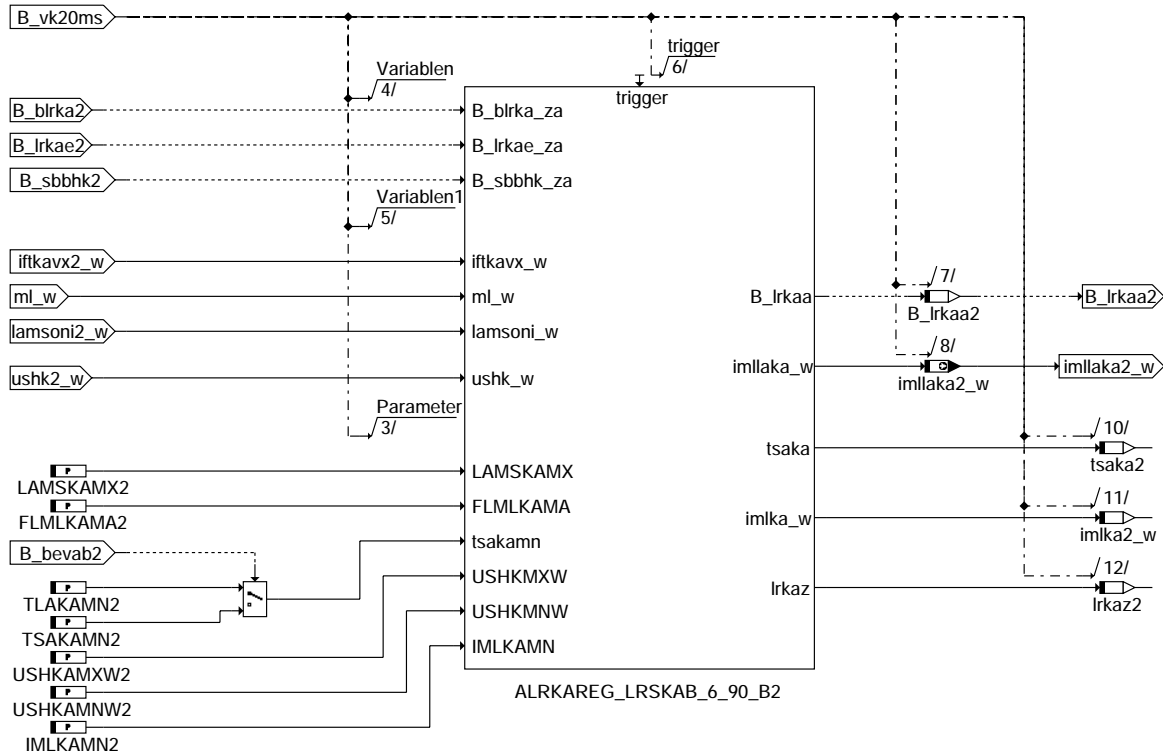 B_vk20ms
trigger
6/
Variablen
4/
trigger
B_blrka2
B_blrka_za
B_lrkae2
B_lrkae_za
B_sbbhk2
B_sbbhk_za
Variablen1
5/
iftkavx2_w
iftkavx_w
7/
ml_w
ml_w
B_lrkaa
B_lrkaa2
B_lrkaa2
lamsoni2_w
lamsoni_w
8/
imllaka_w
imllaka2_w
imllaka2_w
ushk2_w
ushk_w
Parameter
3/
10/
tsaka
tsaka2
P
LAMSKAMX
LAMSKAMX2
11/
P
FLMLKAMA
imlka_w
imlka2_w
FLMLKAMA2
B_bevab2
tsakamn
12/
P
USHKMXW
lrkaz
lrkaz2
TLAKAMN2
P
USHKMNW
TSAKAMN2
P
IMLKAMN
USHKAMXW2
P
USHKAMNW2
P
IMLKAMN2
ALRKAREG_LRSKAB_6_90_B2